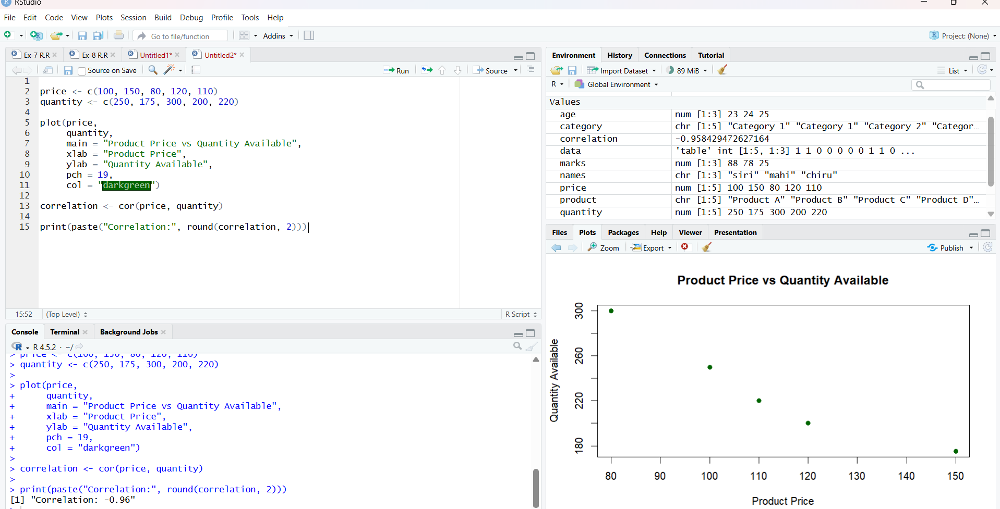 RStudio
File Edit Code View Plots Session Build Debug Profile Tools Help
Go to file/function Addins Project: (None)
Ex-7 R.R Ex-8 R.R Untitled1* Untitled2*
Source on Save Run Source
1
2 price <- c(100, 150, 80, 120, 110)
3 quantity <- c(250, 175, 300, 200, 220)
4
5 plot(price,
6 quantity,
7 main = "Product Price vs Quantity Available",
8 xlab = "Product Price",
9 ylab = "Quantity Available",
10 pch = 19,
11 col = "darkgreen")
12
13 correlation <- cor(price, quantity)
14
15 print(paste("Correlation:", round(correlation, 2)))
15:52 (Top Level) R Script
Console Terminal Background Jobs
R 4.5.2 · ~/
> price <- c(100, 150, 80, 120, 110)
> quantity <- c(250, 175, 300, 200, 220)
>
> plot(price,
+ quantity,
+ main = "Product Price vs Quantity Available",
+ xlab = "Product Price",
+ ylab = "Quantity Available",
+ pch = 19,
+ col = "darkgreen")
>
> correlation <- cor(price, quantity)
>
> print(paste("Correlation:", round(correlation, 2)))
[1] "Correlation: -0.96"
>
Environment History Connections Tutorial
Import Dataset 89 MiB List
R Global Environment
Values
age num [1:3] 23 24 25
category chr [1:5] "Category 1" "Category 1" "Category 2" "Categor…
correlation -0.958429472627164
data 'table' int [1:5, 1:3] 1 1 0 0 0 0 0 1 1 0 ...
marks num [1:3] 88 78 25
names chr [1:3] "siri" "mahi" "chiru"
price num [1:5] 100 150 80 120 110
product chr [1:5] "Product A" "Product B" "Product C" "Product D"…
quantity num [1:5] 250 175 300 200 220
Files Plots Packages Help Viewer Presentation
Zoom Export Publish
Product Price vs Quantity Available
Quantity Available
300
260
220
180
80 90 100 110 120 130 140 150
Product Price